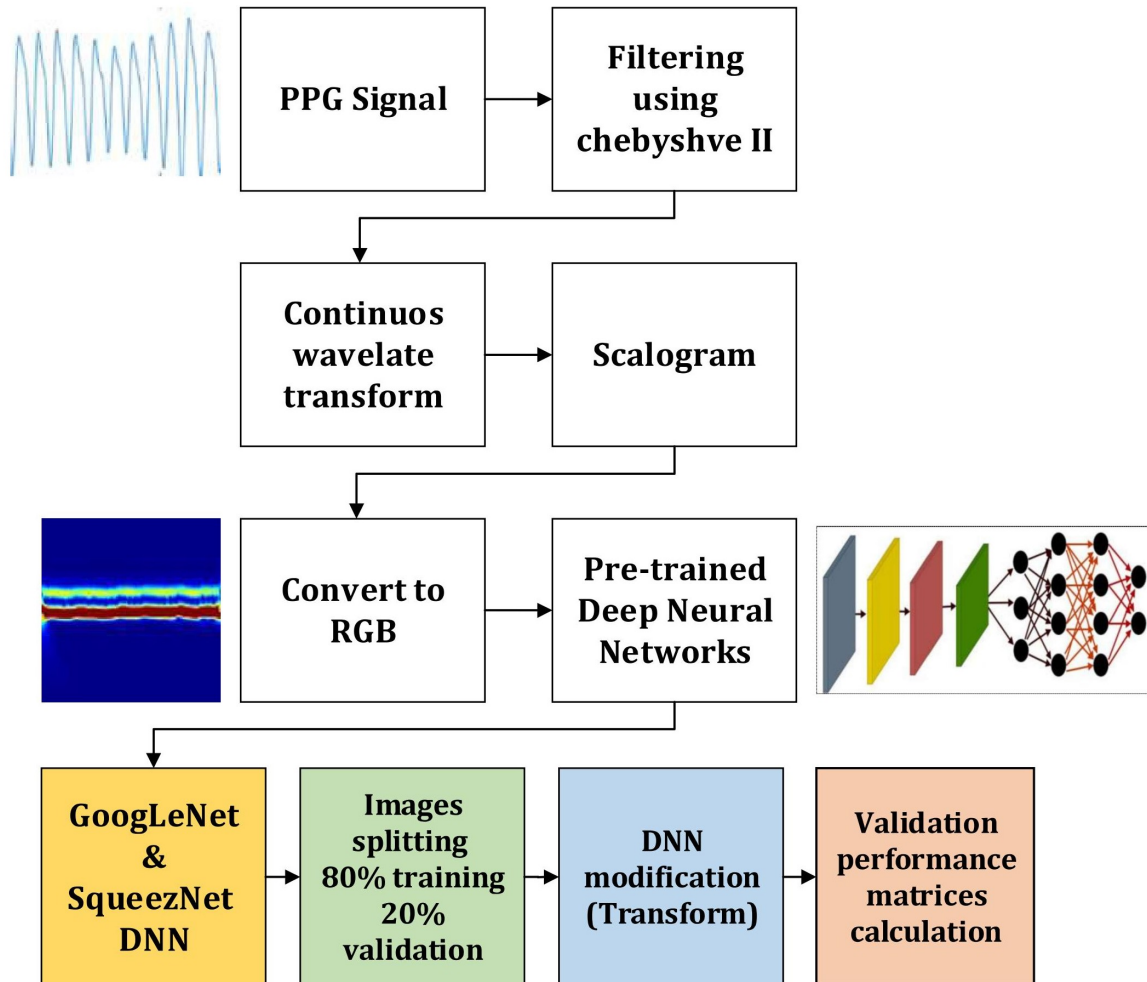 PPG Signal
Filtering
using
chebyshve II
Continuos
wavelate
transform
Scalogram
Convert to
RGB
Pre-trained
Deep Neural
Networks
GoogLeNet
&
SqueezNet
DNN
Images
splitting
80% training
20%
validation
DNN
modification
(Transform)
Validation
performance
matrices
calculation